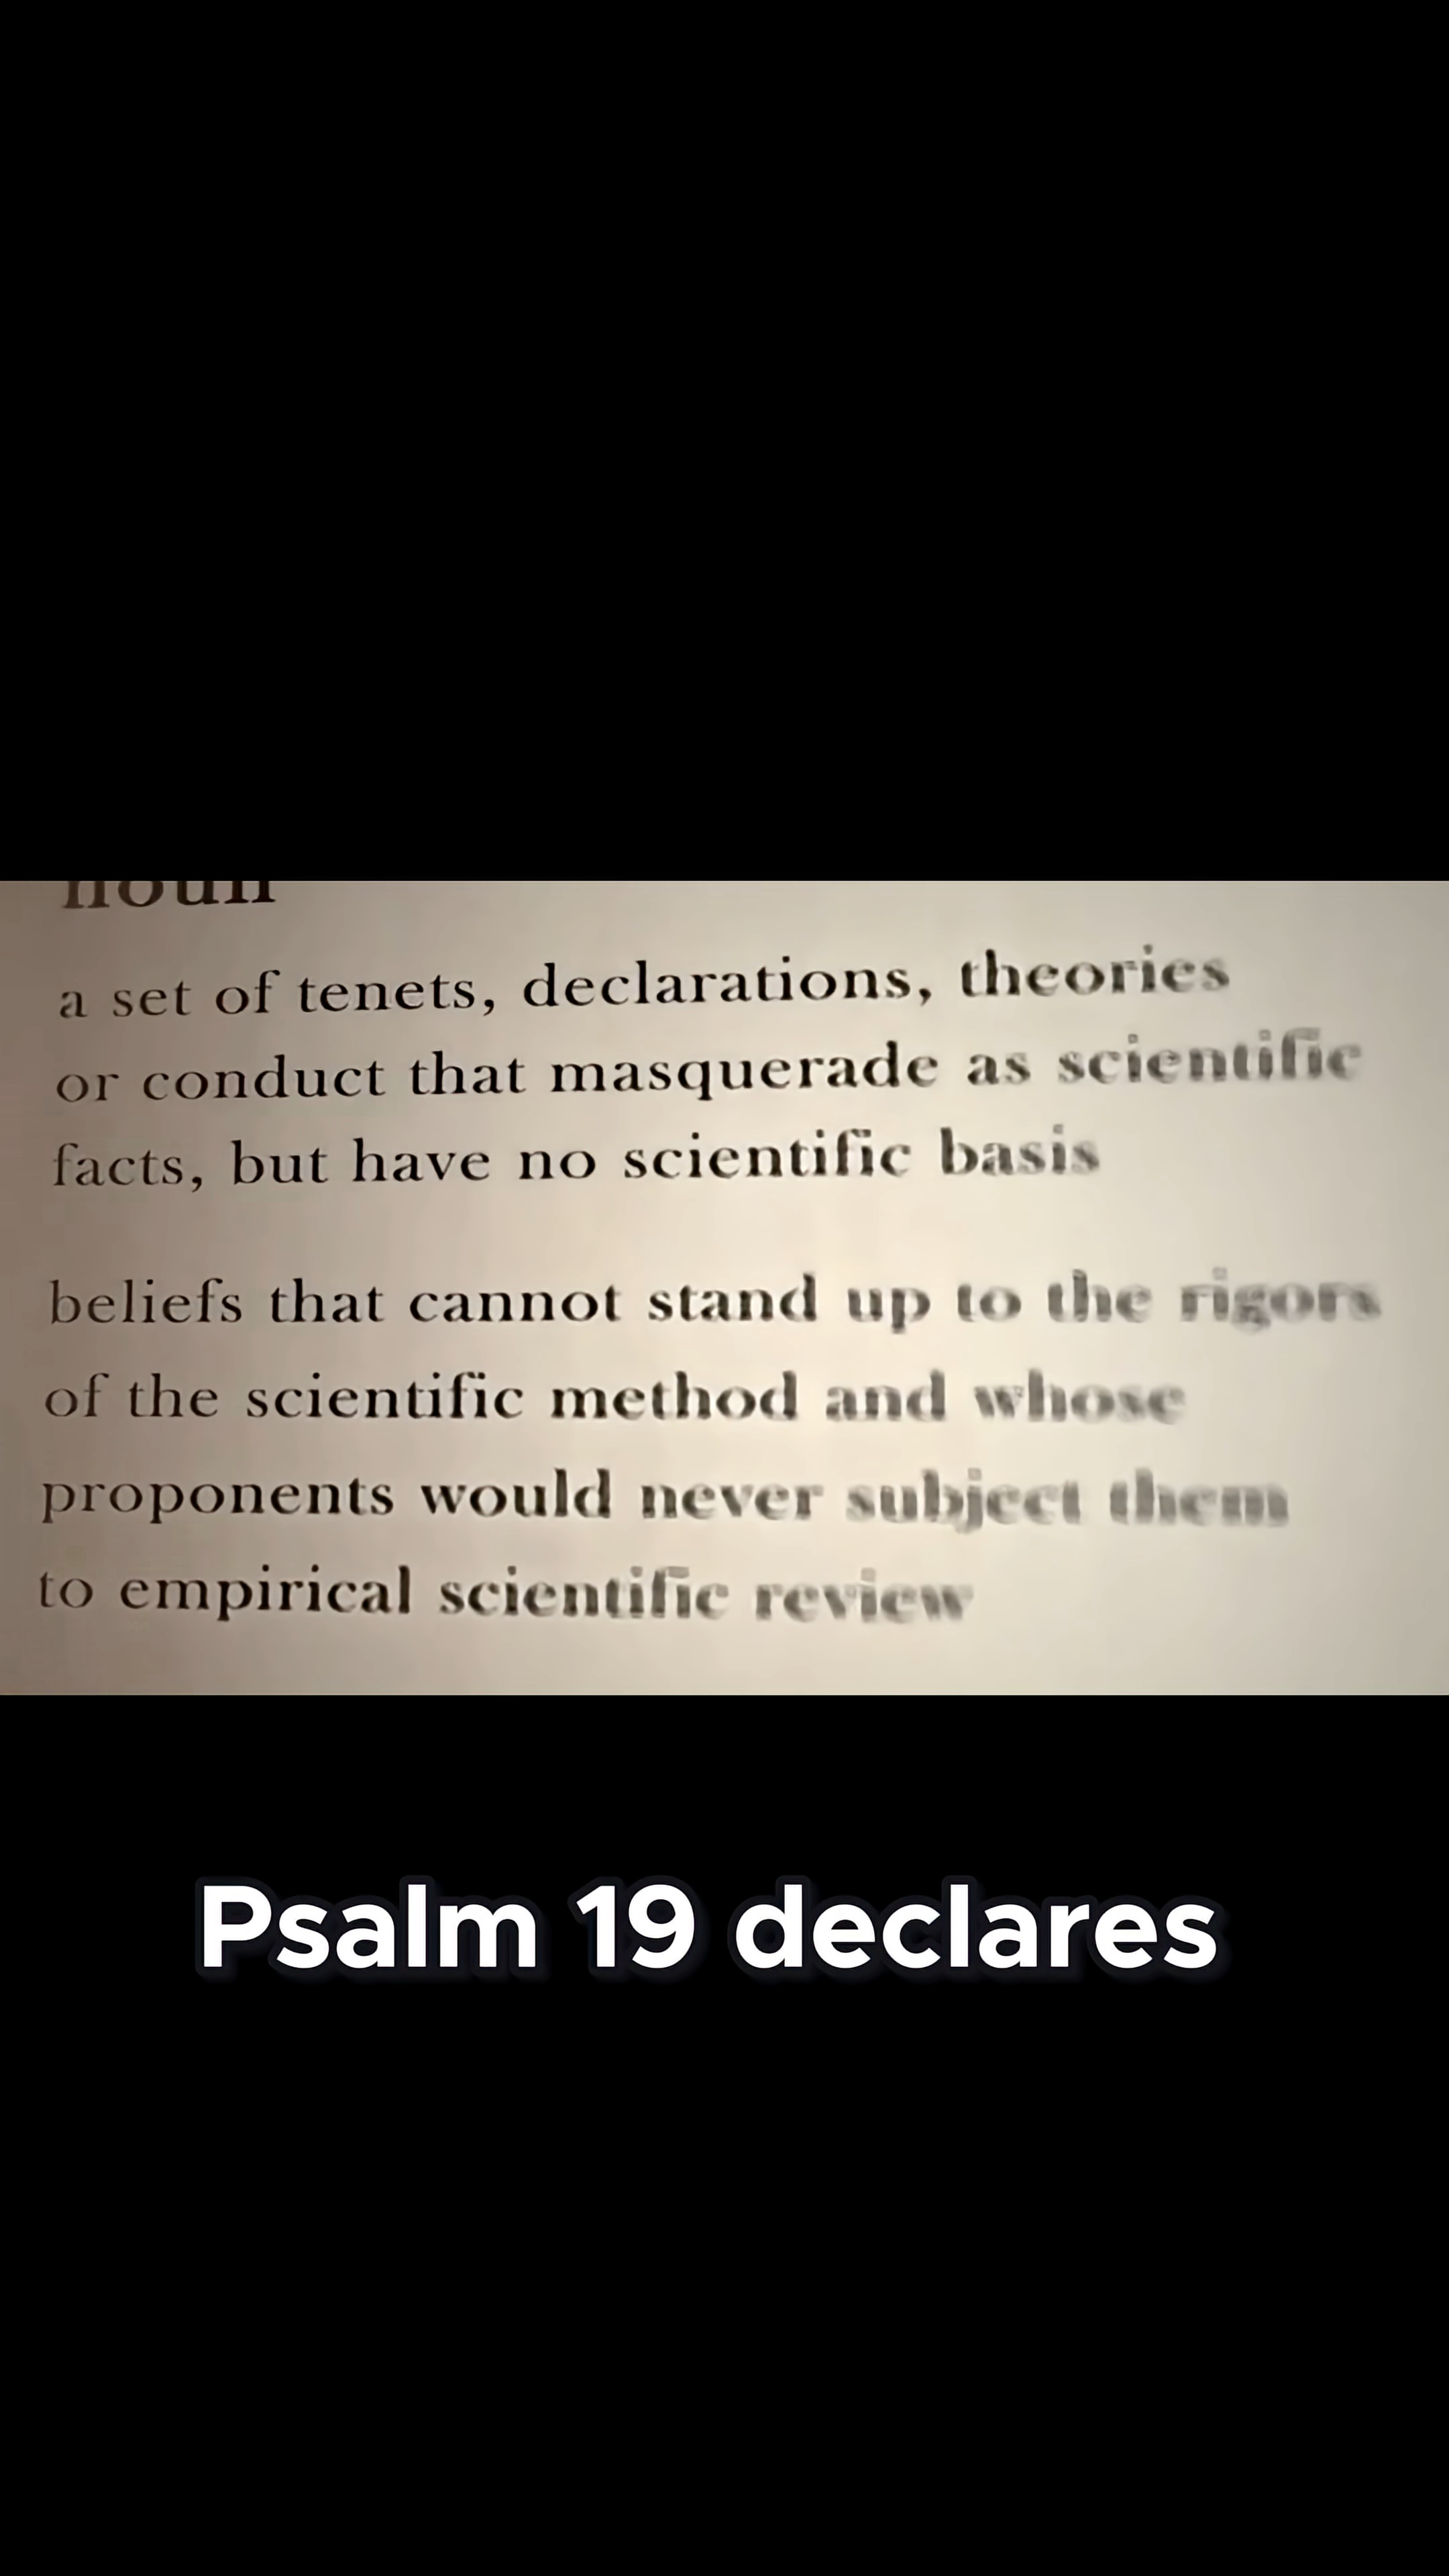 noun
a set of tenets, declarations, theories
or conduct that masquerade as scientific
facts, but have no scientific basis
beliefs that cannot stand up to the rigors
of the scientific method and whose
proponents would never subject them
to empirical scientific review
Psalm 19 declares